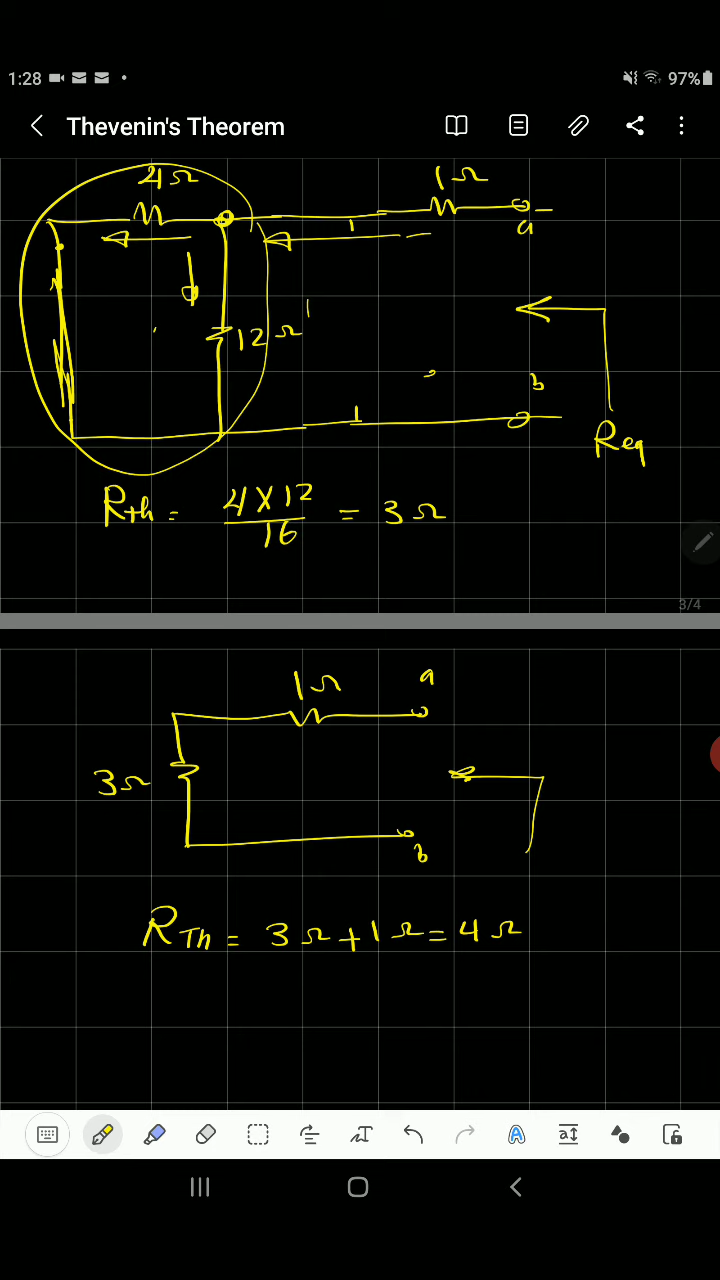 1:28
97%
Thevenin's Theorem
4Ω
1Ω
a
12Ω
b
Req
RTh = 4 X 12 / 16 = 3Ω
3/4
1Ω
a
3Ω
b
RTh = 3Ω + 1Ω = 4Ω
T
A